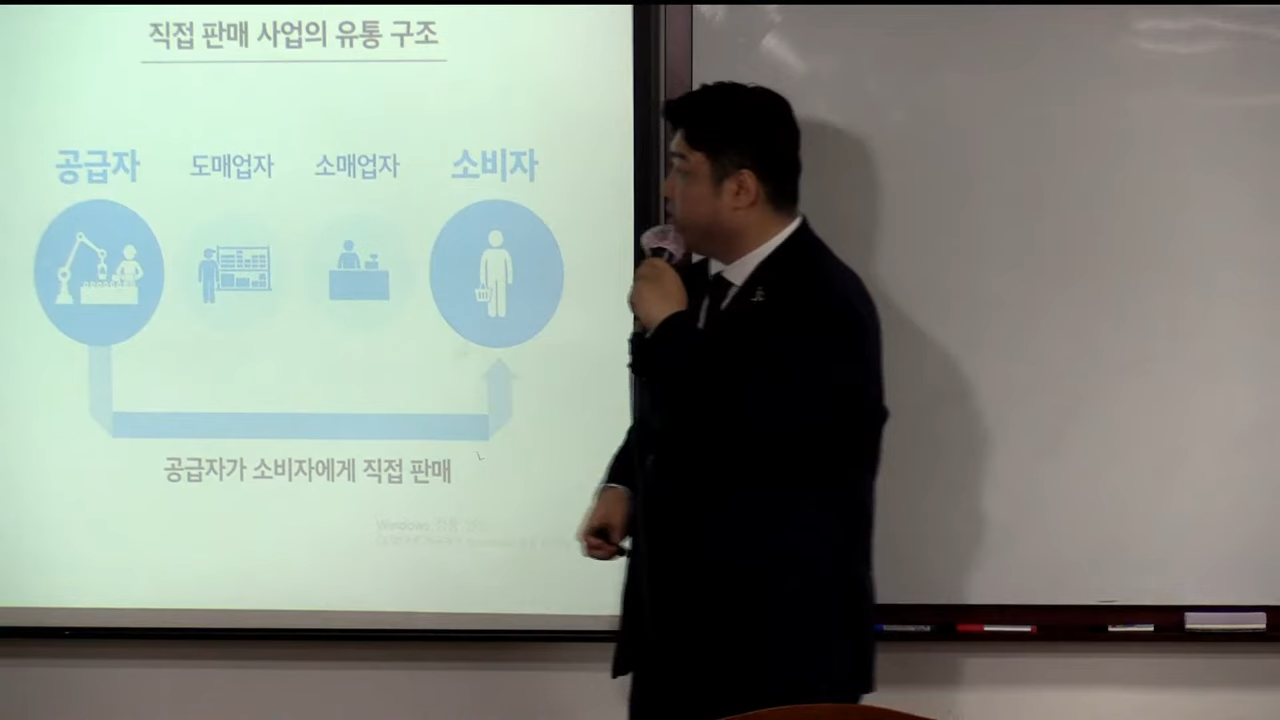 직접 판매 사업의 유통 구조
공급자 도매업자 소매업자 소비자
공급자가 소비자에게 직접 판매
Windows